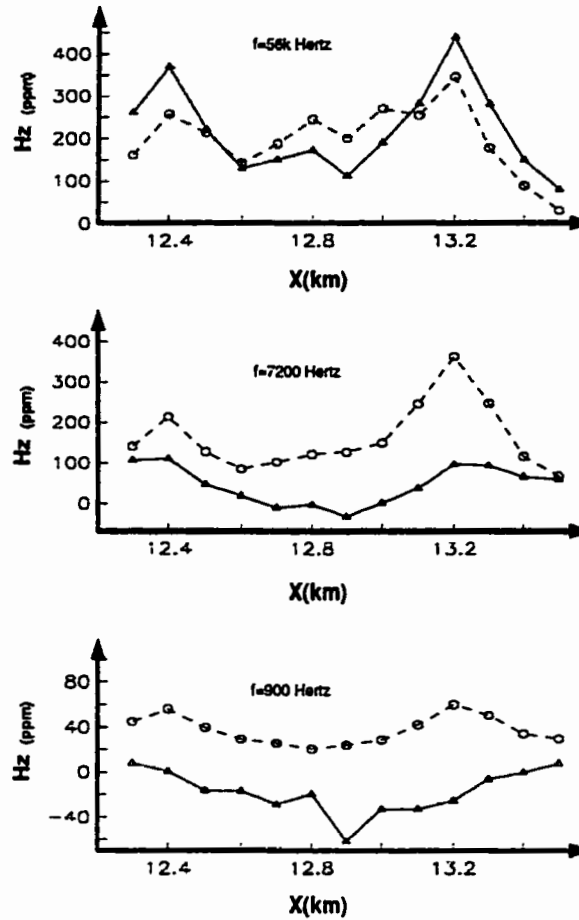 f=56k Hertz
Hz (ppm)
400
300
200
100
0
12.4 12.8 13.2
X(km)
f=7200 Hertz
Hz (ppm)
400
300
200
100
0
12.4 12.8 13.2
X(km)
f=900 Hertz
Hz (ppm)
80
40
0
-40
12.4 12.8 13.2
X(km)